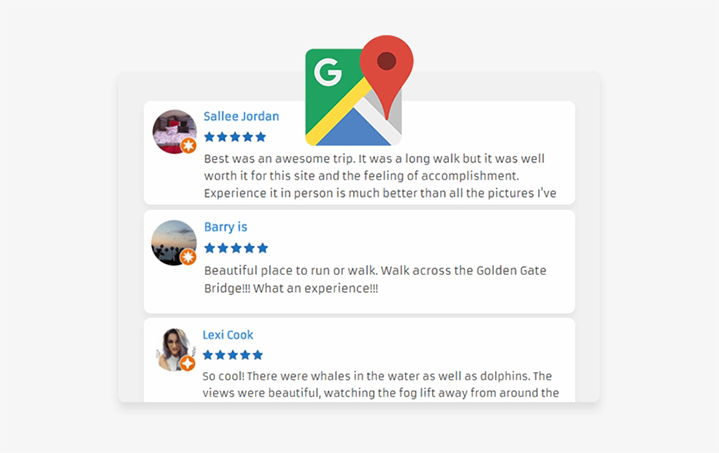 G
Sallee Jordan
Best was an awesome trip. It was a long walk but it was well
worth it for this site and the feeling of accomplishment.
Experience it in person is much better than all the pictures I've
Barry is
Beautiful place to run or walk. Walk across the Golden Gate
Bridge!!! What an experience!!!
Lexi Cook
So cool! There were whales in the water as well as dolphins. The
views were beautiful, watching the fog lift away from around the